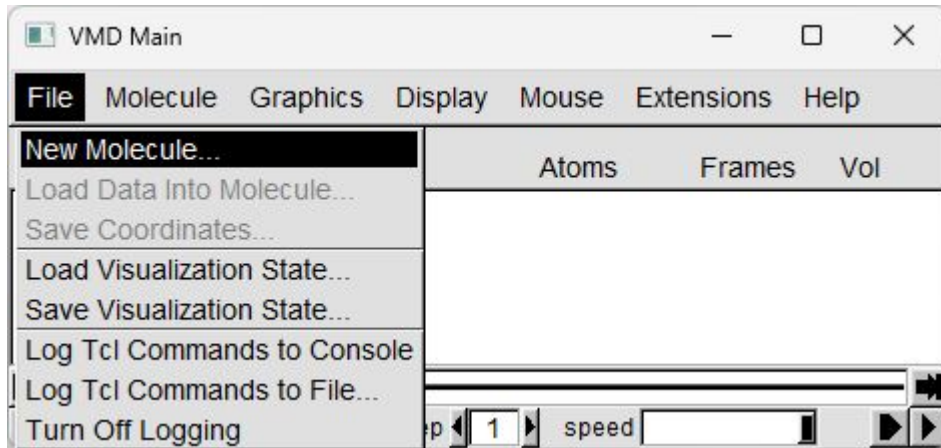 VMD Main
File Molecule Graphics Display Mouse Extensions Help
New Molecule...
Atoms Frames Vol
Load Data Into Molecule...
Save Coordinates...
Load Visualization State...
Save Visualization State...
Log Tcl Commands to Console
Log Tcl Commands to File...
Turn Off Logging
1 speed